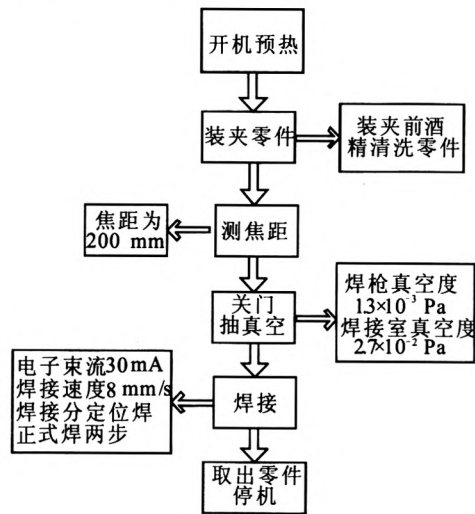 开机预热
装夹零件
装夹前酒
精清洗零件
焦距为
200 mm
测焦距
关门
抽真空
焊枪真空度
1.3×10⁻³ Pa
焊接室真空度
2.7×10⁻² Pa
电子束流30mA
焊接速度8 mm/s
焊接分定位焊
正式焊两步
焊接
取出零件
停机